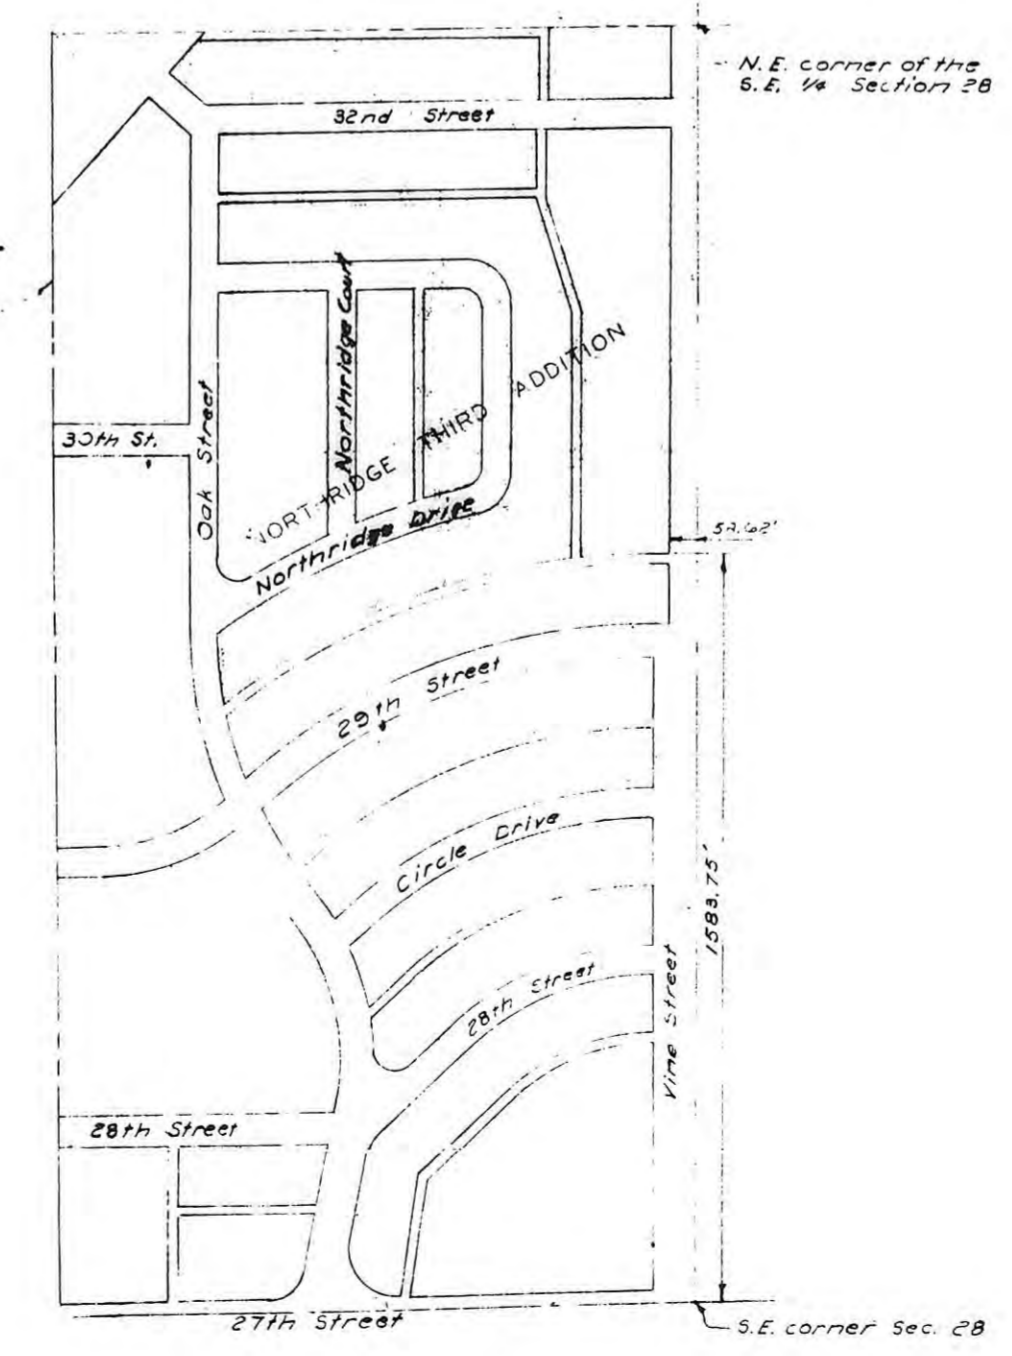 N.E. corner of the
S.E. 1/4 Section 28
32nd Street
Northridge Court
NORTHRIDGE THIRD ADDITION
Oak Street
30th St.
Northridge Drive
29th Street
Circle Drive
1583.75'
28th Street
Vine Street
28th Street
27th Street
S.E. corner Sec. 28